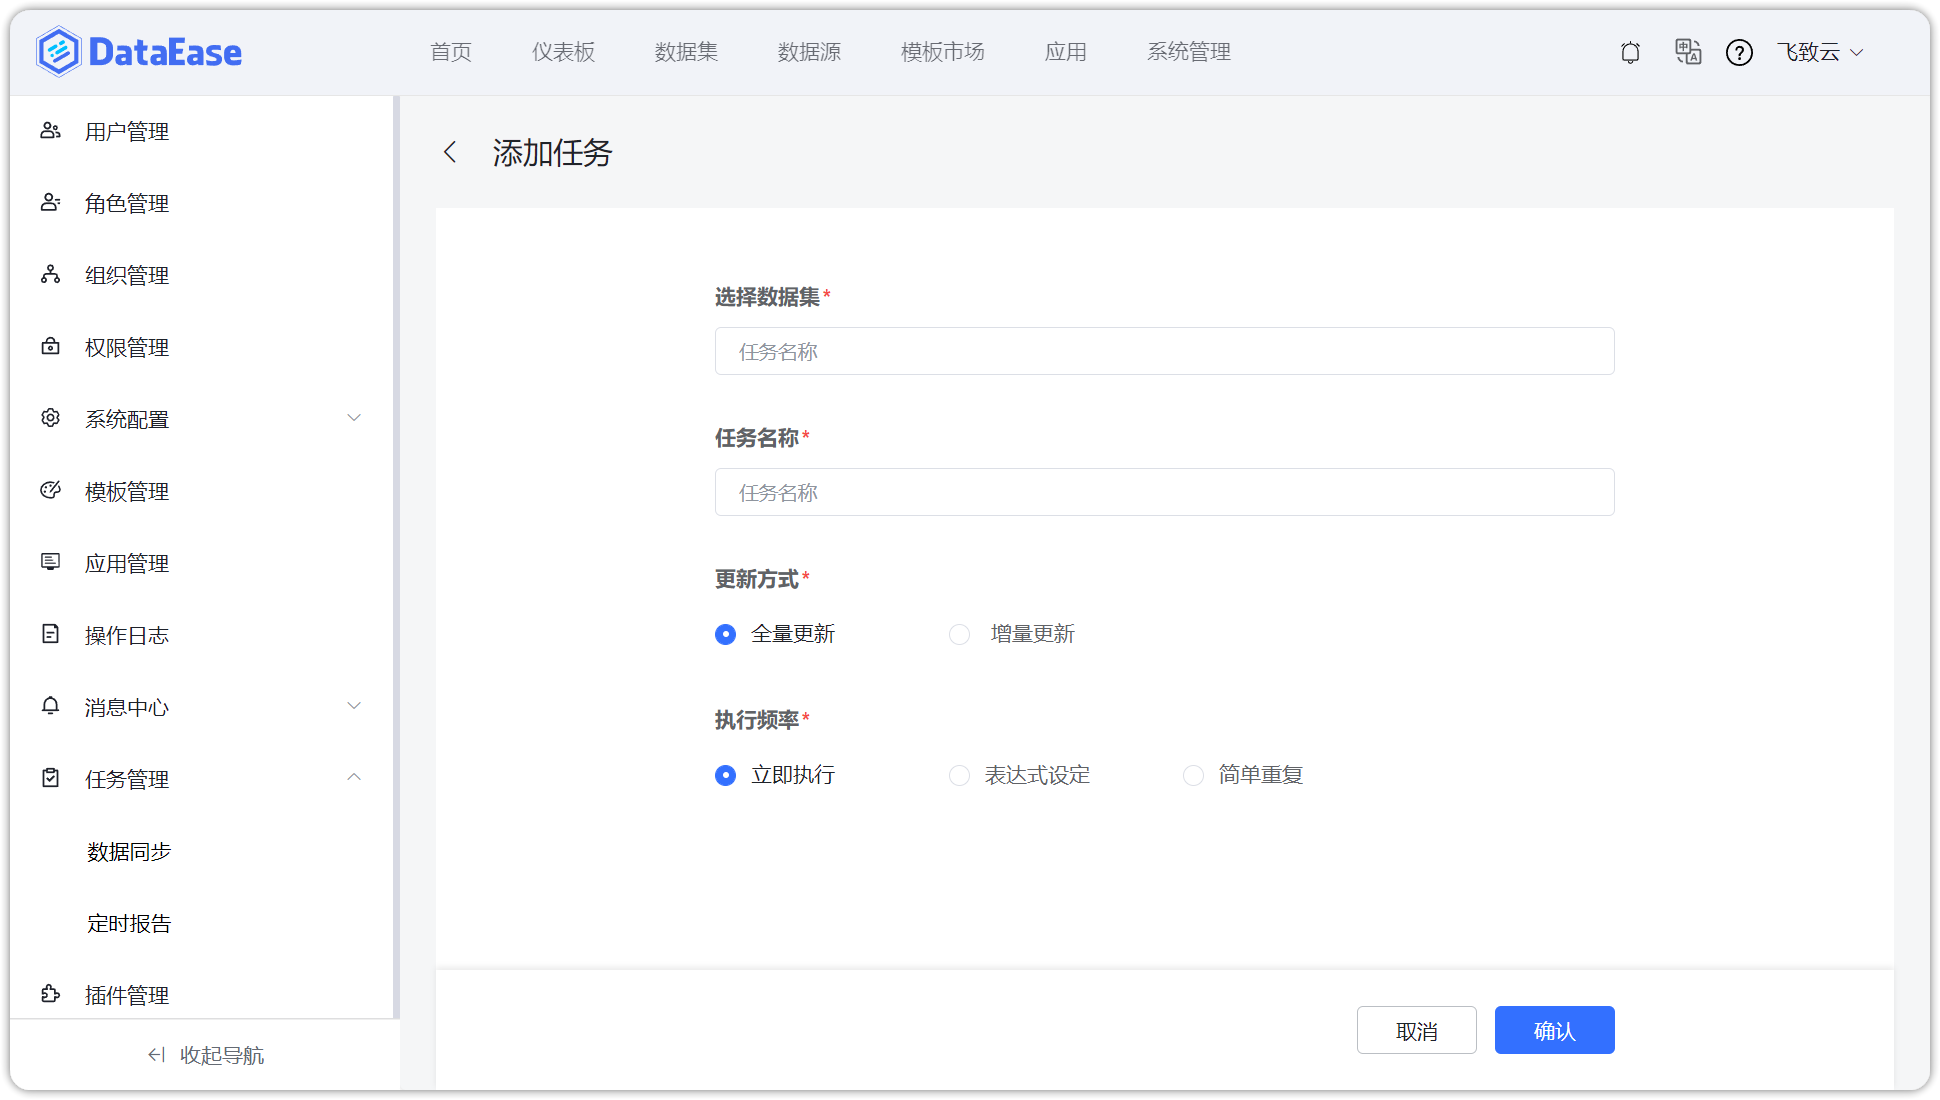 DataEase
首页 仪表板 数据集 数据源 模板市场 应用 系统管理 飞致云
用户管理
角色管理
组织管理
权限管理
系统配置
模板管理
应用管理
操作日志
消息中心
任务管理
数据同步
定时报告
插件管理
收起导航
添加任务
选择数据集*
任务名称
任务名称*
任务名称
更新方式*
全量更新 增量更新
执行频率*
立即执行 表达式设定 简单重复
取消 确认